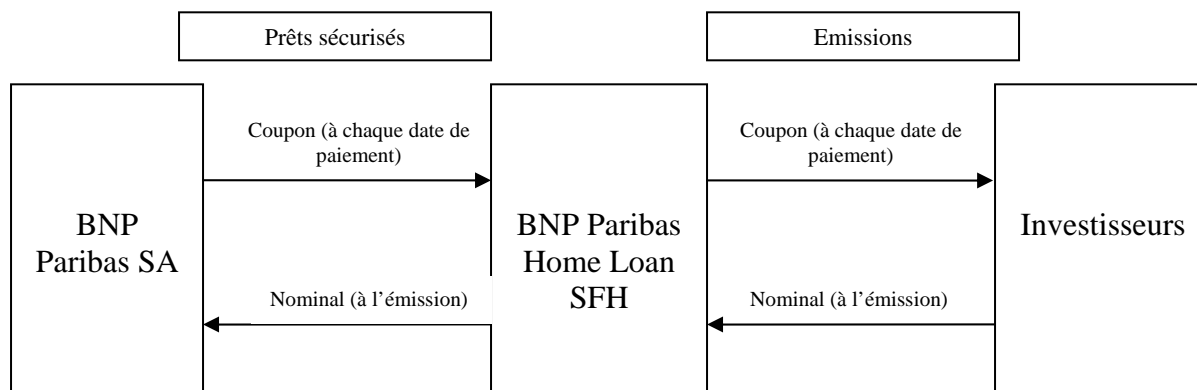 Prêts sécurisés
Emissions
Coupon (à chaque date de
paiement)
Coupon (à chaque date de
paiement)
BNP
Paribas SA
BNP Paribas
Home Loan
SFH
Investisseurs
Nominal (à l’émission)
Nominal (à l’émission)